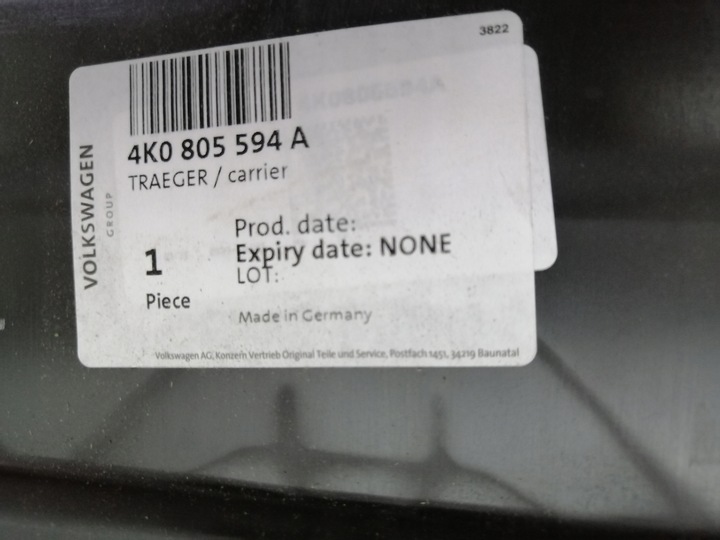 3822
4K0 805 594 A
TRAEGER / carrier
VOLKSWAGEN
GROUP
Prod. date:
Expiry date: NONE
LOT:
1
Piece
Made in Germany
Volkswagen AG, Konzern Vertrieb Original Teile und Service, Postfach 1451, 34219 Baunatal